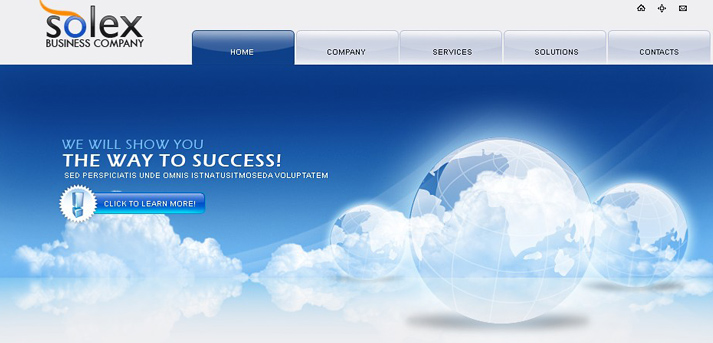 solex
BUSINESS COMPANY
HOME
COMPANY
SERVICES
SOLUTIONS
CONTACTS
WE WILL SHOW YOU
THE WAY TO SUCCESS!
SED PERSPICIATIS UNDE OMNIS ISTNATUSITMOSEDA VOLUPTATEM
CLICK TO LEARN MORE!